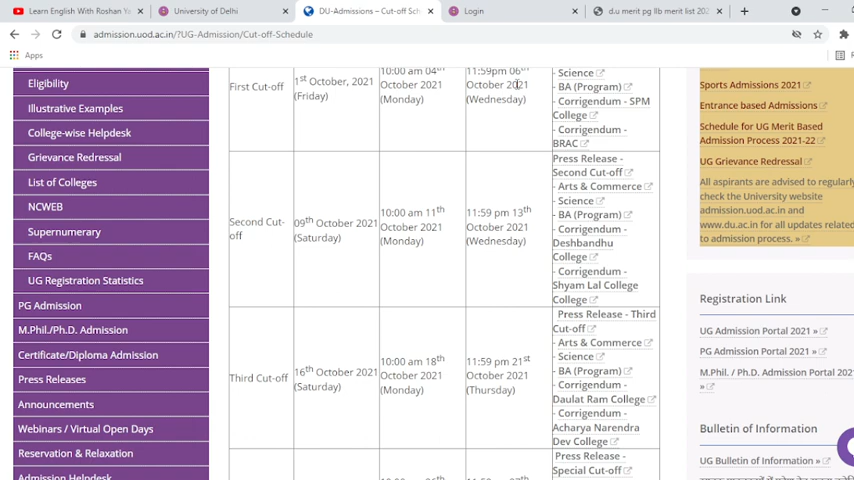 Learn English With Roshan Ya
University of Delhi
DU-Admissions – Cut-off Sch
Login
d.u merit pg llb merit list 202
admission.uod.ac.in/?UG-Admission/Cut-off-Schedule
Apps
Eligibility
Illustrative Examples
College-wise Helpdesk
Grievance Redressal
List of Colleges
NCWEB
Supernumerary
FAQs
UG Registration Statistics
PG Admission
M.Phil./Ph.D. Admission
Certificate/Diploma Admission
Press Releases
Announcements
Webinars / Virtual Open Days
Reservation & Relaxation
Admission Helpdesk
First Cut-off
1st October, 2021
(Friday)
10:00 am 04th
October 2021
(Monday)
11:59pm 06th
October 2021
(Wednesday)
- Science
- BA (Program)
- Corrigendum - SPM
College
- Corrigendum -
BRAC
Second Cut-
off
09th October 2021
(Saturday)
10:00 am 11th
October 2021
(Monday)
11:59 pm 13th
October 2021
(Wednesday)
Press Release -
Second Cut-off
- Arts & Commerce
- Science
- BA (Program)
- Corrigendum -
Deshbandhu
College
- Corrigendum -
Shyam Lal College
College
Third Cut-off
16th October 2021
(Saturday)
10:00 am 18th
October 2021
(Monday)
11:59 pm 21st
October 2021
(Thursday)
Press Release - Third
Cut-off
- Arts & Commerce
- Science
- BA (Program)
- Corrigendum -
Daulat Ram College
- Corrigendum -
Acharya Narendra
Dev College
Press Release -
Special Cut-off
Sports Admissions 2021
Entrance based Admissions
Schedule for UG Merit Based
Admission Process 2021-22
UG Grievance Redressal
All aspirants are advised to regularly
check the University website
admission.uod.ac.in and
www.du.ac.in for all updates related
to admission process. »
Registration Link
UG Admission Portal 2021 »
PG Admission Portal 2021 »
M.Phil. / Ph.D. Admission Portal 202
»
Bulletin of Information
UG Bulletin of Information »